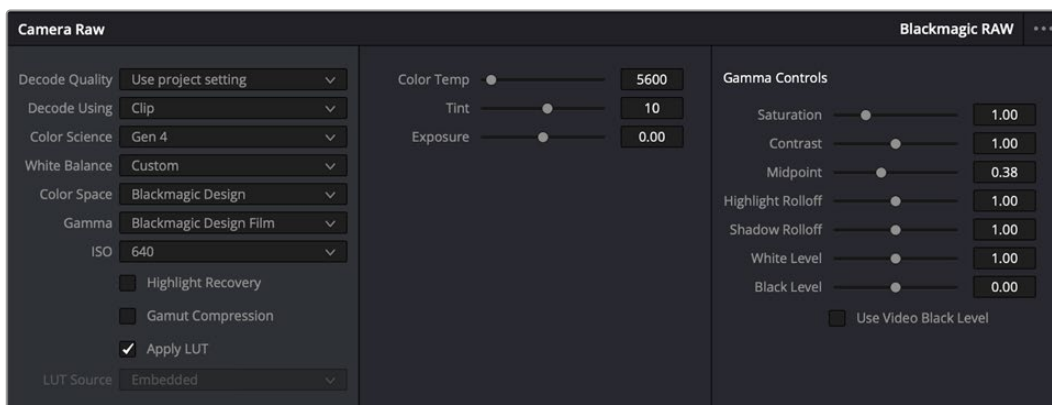 Camera Raw
Blackmagic RAW
Decode Quality Use project setting
Decode Using Clip
Color Science Gen 4
White Balance Custom
Color Space Blackmagic Design
Gamma Blackmagic Design Film
ISO 640
Highlight Recovery
Gamut Compression
Apply LUT
LUT Source Embedded
Color Temp 5600
Tint 10
Exposure 0.00
Gamma Controls
Saturation 1.00
Contrast 1.00
Midpoint 0.38
Highlight Rolloff 1.00
Shadow Rolloff 1.00
White Level 1.00
Black Level 0.00
Use Video Black Level